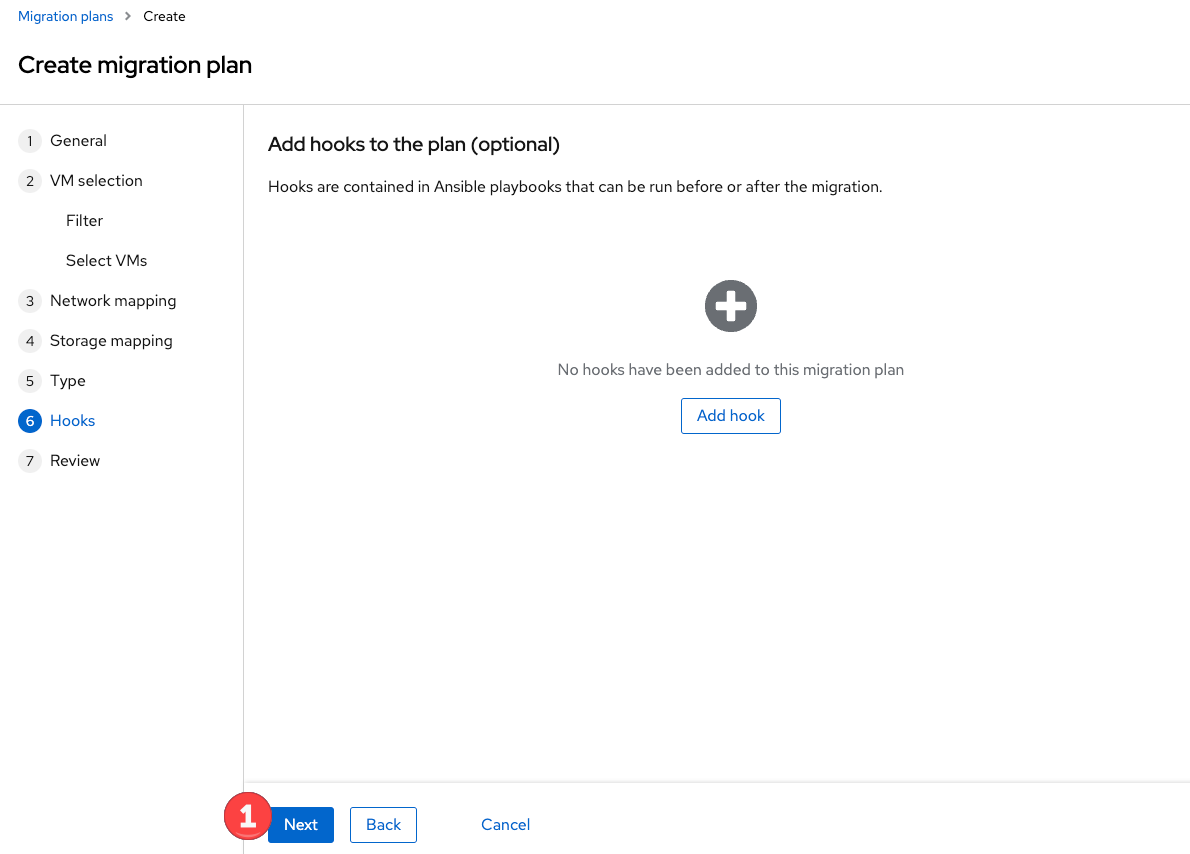 Migration plans > Create
Create migration plan
1 General
2 VM selection
Filter
Select VMs
3 Network mapping
4 Storage mapping
5 Type
6 Hooks
7 Review
Add hooks to the plan (optional)
Hooks are contained in Ansible playbooks that can be run before or after the migration.
No hooks have been added to this migration plan
Add hook
1 Next Back Cancel